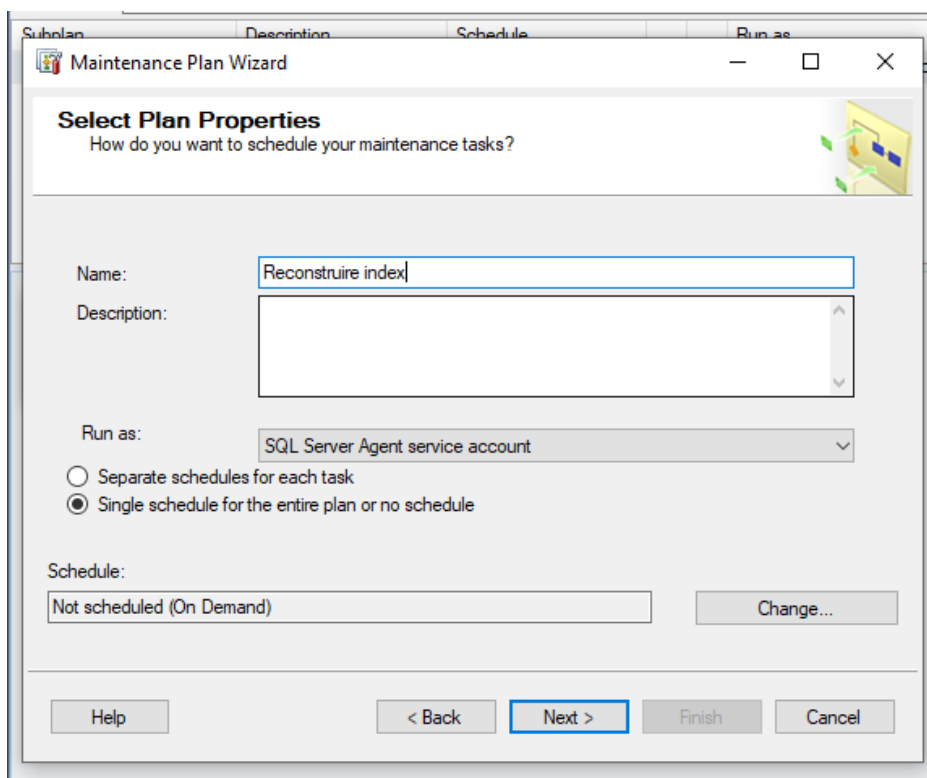 Subplan Description Schedule Run as
Maintenance Plan Wizard
Select Plan Properties
How do you want to schedule your maintenance tasks?
Name: Reconstruire index
Description:
Run as: SQL Server Agent service account
Separate schedules for each task
Single schedule for the entire plan or no schedule
Schedule:
Not scheduled (On Demand) Change...
Help < Back Next > Finish Cancel